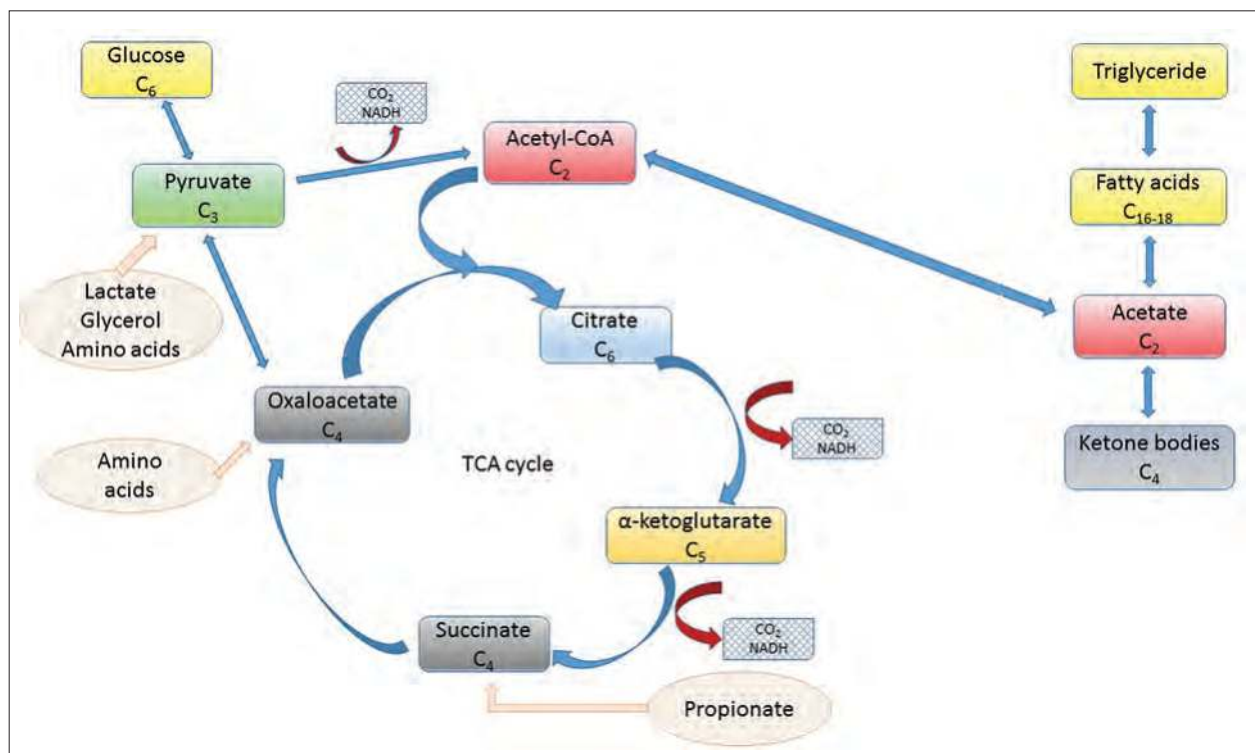 Glucose
C₆
CO₂
NADH
Acetyl-CoA
C₂
Triglyceride
Pyruvate
C₃
Fatty acids
C₁₆₋₁₈
Lactate
Glycerol
Amino acids
Citrate
C₆
Acetate
C₂
Oxaloacetate
C₄
CO₂
NADH
Ketone bodies
C₄
Amino
acids
TCA cycle
α-ketoglutarate
C₅
Succinate
C₄
CO₂
NADH
Propionate